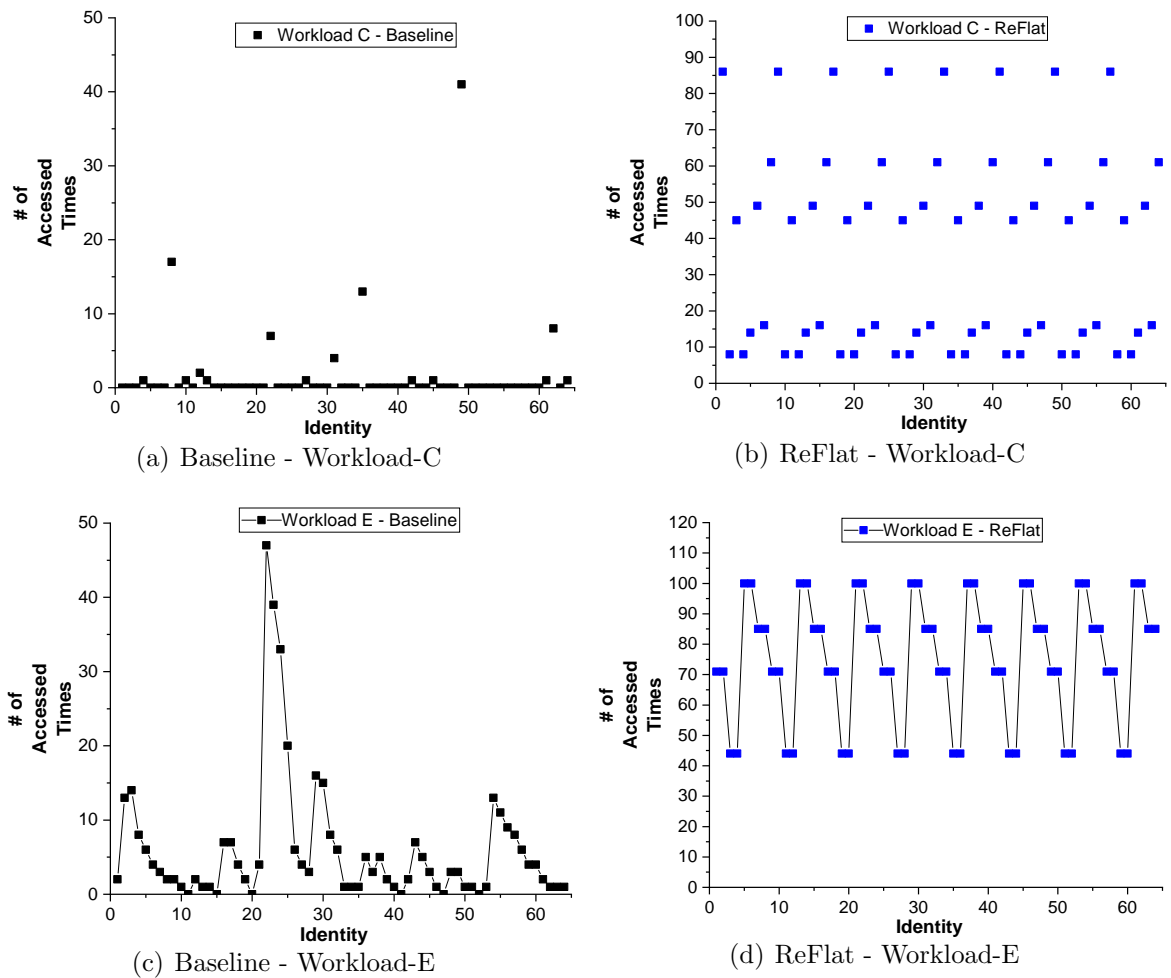 Workload C - Baseline
50
40
30
20
10
0
# of
Accessed
Times
0 10 20 30 40 50 60
Identity
(a) Baseline - Workload-C
Workload C - ReFlat
100
90
80
70
60
50
40
30
20
10
0
# of
Accessed
Times
0 10 20 30 40 50 60
Identity
(b) ReFlat - Workload-C
Workload E - Baseline
50
40
30
20
10
0
# of
Accessed
Times
0 10 20 30 40 50 60
Identity
(c) Baseline - Workload-E
Workload E - ReFlat
120
110
100
90
80
70
60
50
40
30
20
10
0
# of
Accessed
Times
0 10 20 30 40 50 60
Identity
(d) ReFlat - Workload-E